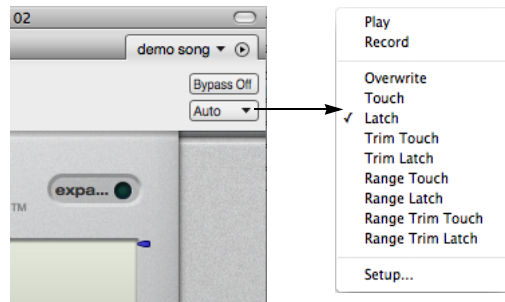 02
demo song
Bypass Off
Auto
expa...
TM
Play
Record
Overwrite
Touch
✓ Latch
Trim Touch
Trim Latch
Range Touch
Range Latch
Range Trim Touch
Range Trim Latch
Setup...